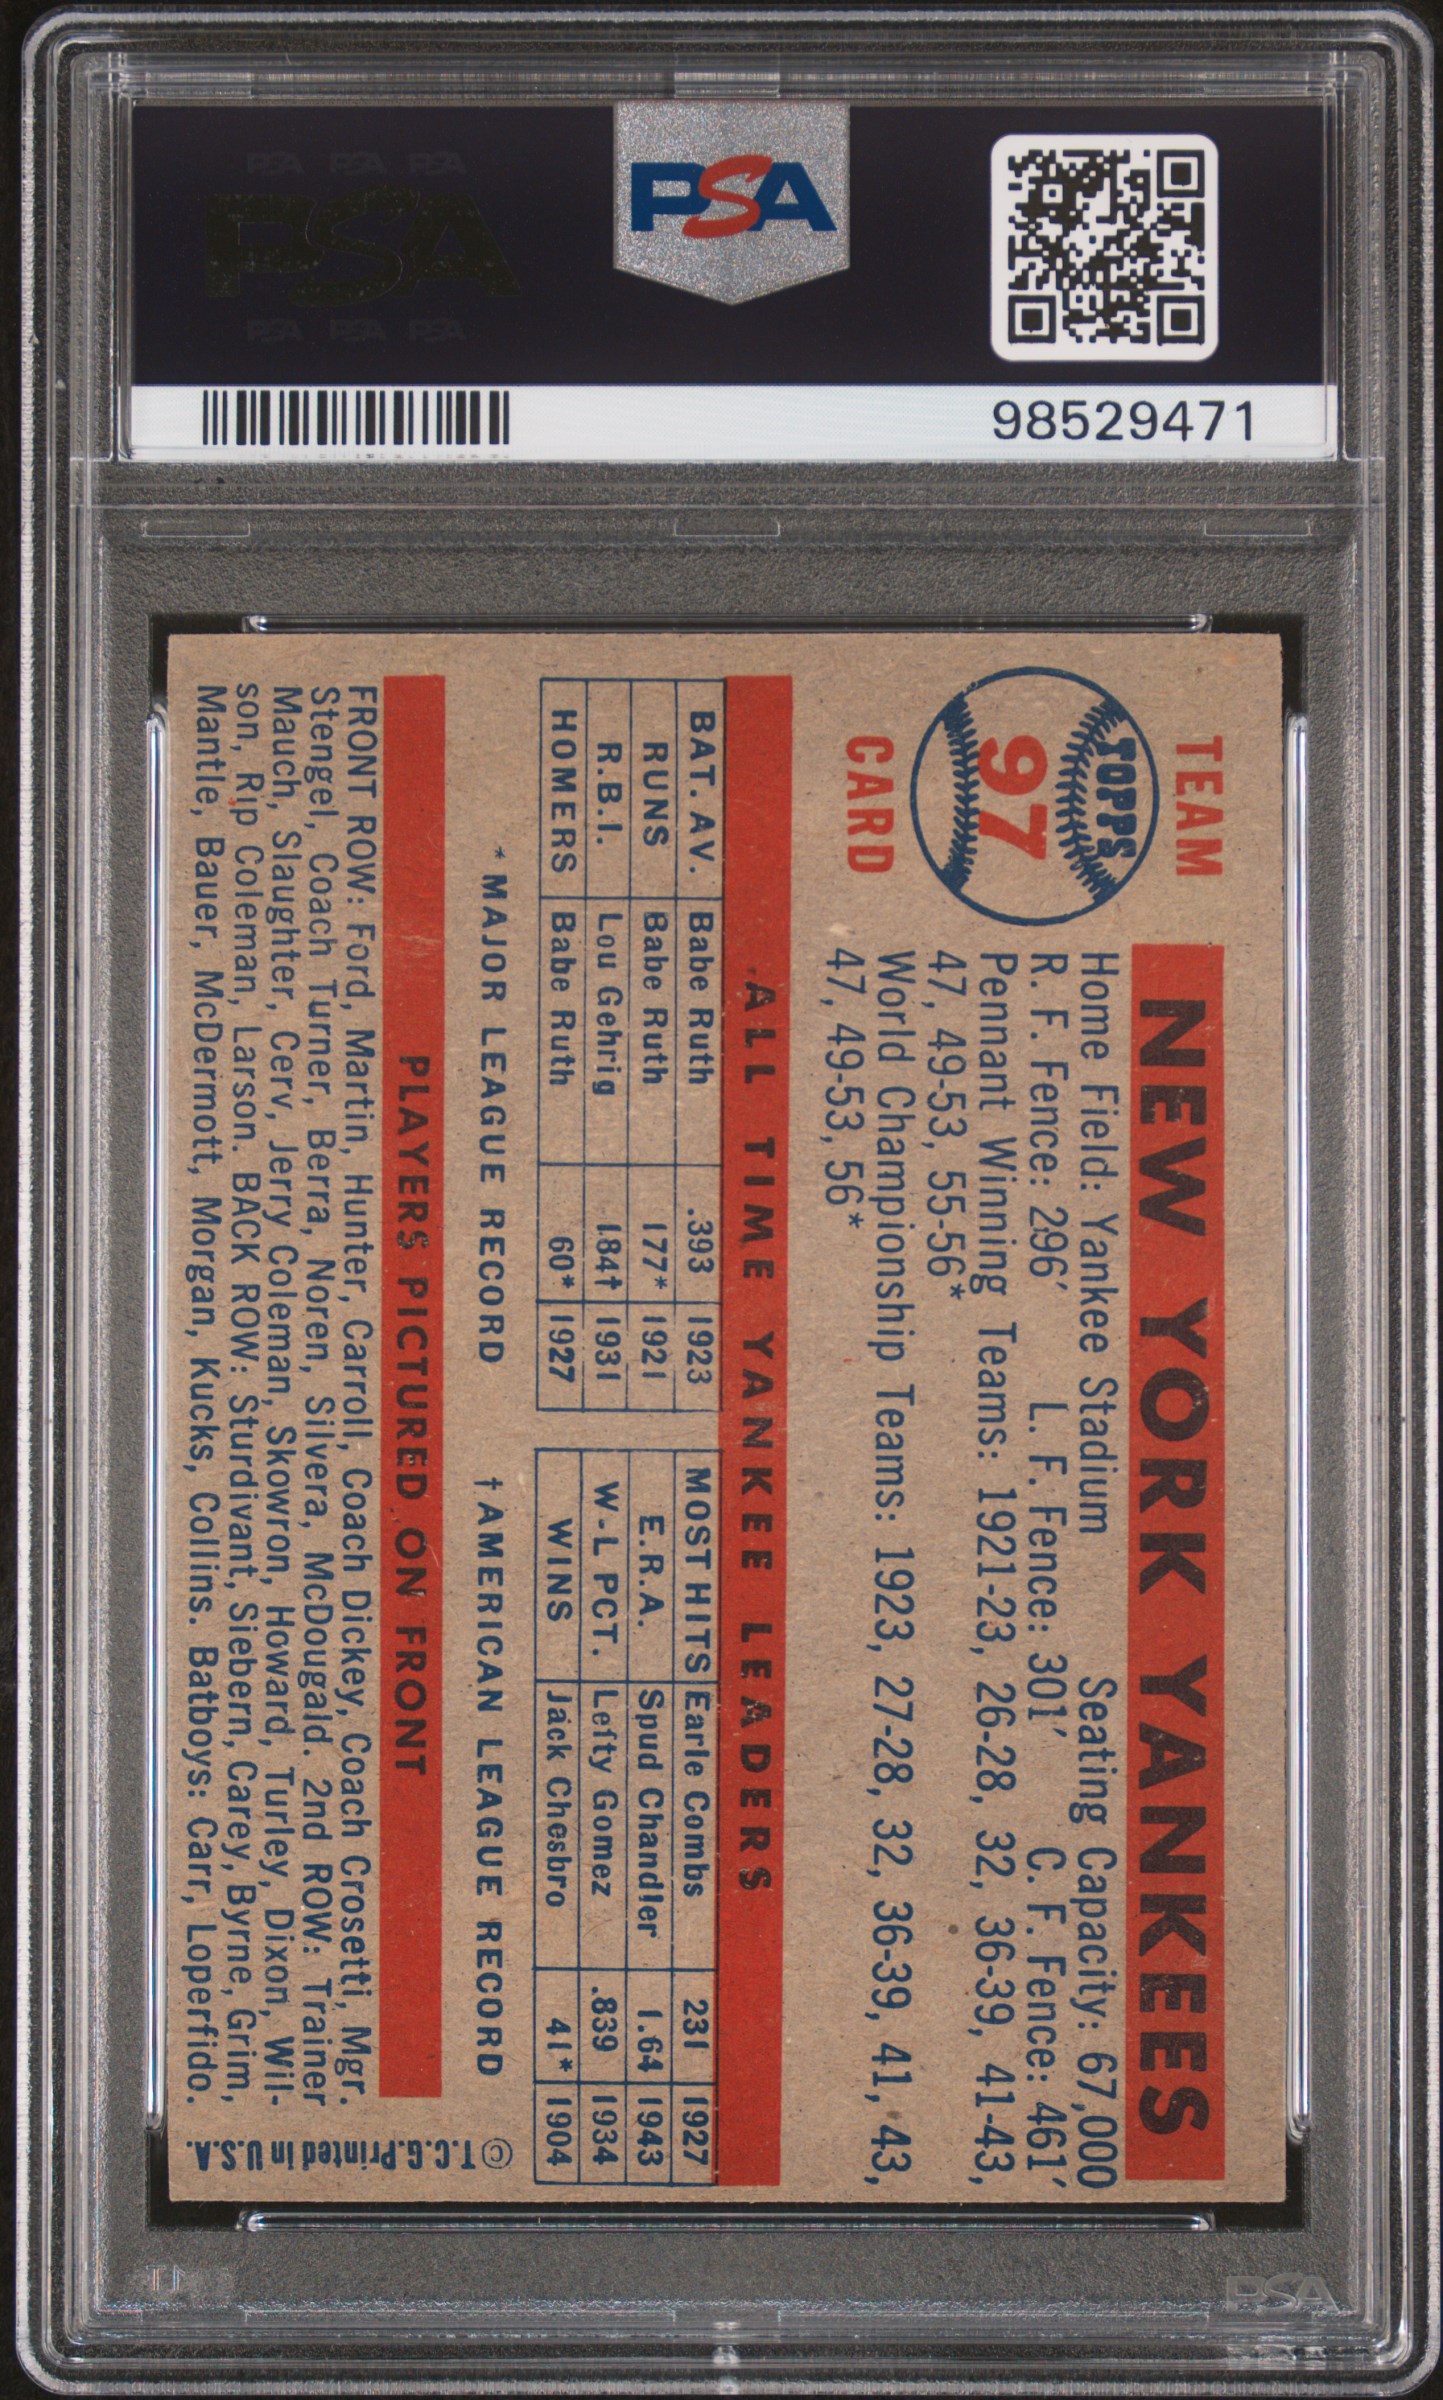 PSA PSA PSA
PSA
PSA PSA PSA
PSA
98529471
TEAM
TOPPS
97
CARD
NEW YORK YANKEES
Home Field: Yankee Stadium Seating Capacity: 67,000
R. F. Fence: 296′ L. F. Fence: 301′ C. F. Fence: 461′
Pennant Winning Teams: 1921-23, 26-28, 32, 36-39, 41-43,
47, 49-53, 55-56*
World Championship Teams: 1923, 27-28, 32, 36-39, 41, 43,
47, 49-53, 56*
ALL TIME YANKEE LEADERS
BAT. AV. Babe Ruth .393 1923 MOST HITS Earle Combs 231 1927
RUNS Babe Ruth 177* 1921 E.R.A. Spud Chandler 1.64 1943
R.B.I. Lou Gehrig 184† 1931 W-L PCT. Lefty Gomez .839 1934
HOMERS Babe Ruth 60* 1927 WINS Jack Chesbro 41* 1904
* MAJOR LEAGUE RECORD † AMERICAN LEAGUE RECORD
PLAYERS PICTURED ON FRONT
FRONT ROW: Ford, Martin, Hunter, Carroll, Coach Dickey, Coach Crosetti, Mgr.
Stengel, Coach Turner, Berra, Noren, Silvera, McDougald. 2nd ROW: Trainer
Mauch, Slaughter, Cerv, Jerry Coleman, Skowron, Howard, Turley, Dixon, Wil-
son, Rip Coleman, Larson. BACK ROW: Sturdivant, Siebern, Carey, Byrne, Grim,
Mantle, Bauer, McDermott, Morgan, Kucks, Collins. Batboys: Carr, Loperfido.
© T.C.G. Printed in U.S.A.
PSA